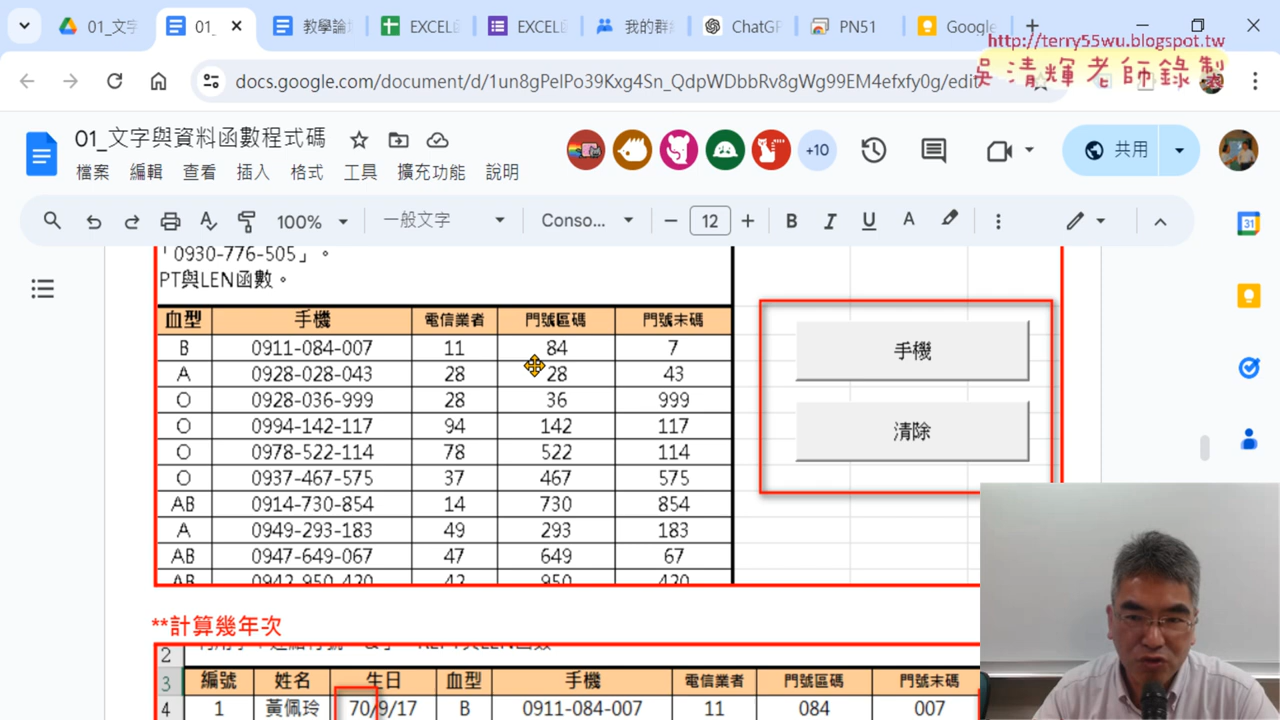 01_文字
01_
教學論
EXCEL
EXCEL
我的群
ChatGP
PN51
Google
http://terry55wu.blogspot.tw
docs.google.com/document/d/1un8gPelPo39Kxg4Sn_QdpWDbbRv8gWg99EM4efxfy0g/edit
吳清輝老師錄製
01_文字與資料函數程式碼
+10
共用
檔案 編輯 查看 插入 格式 工具 擴充功能 說明
100% 一般文字 Conso... 12 B I U A
「0930-776-505」。
PT與LEN函數。
血型 手機 電信業者 門號區碼 門號末碼
B 0911-084-007 11 84 7
A 0928-028-043 28 28 43
O 0928-036-999 28 36 999
O 0994-142-117 94 142 117
O 0978-522-114 78 522 114
O 0937-467-575 37 467 575
AB 0914-730-854 14 730 854
A 0949-293-183 49 293 183
AB 0947-649-067 47 649 67
AB 0942-950-420 42 950 420
手機
清除
**計算幾年次
2
3 編號 姓名 生日 血型 手機 電信業者 門號區碼 門號末碼
4 1 黃佩玲 70/9/17 B 0911-084-007 11 084 007
31